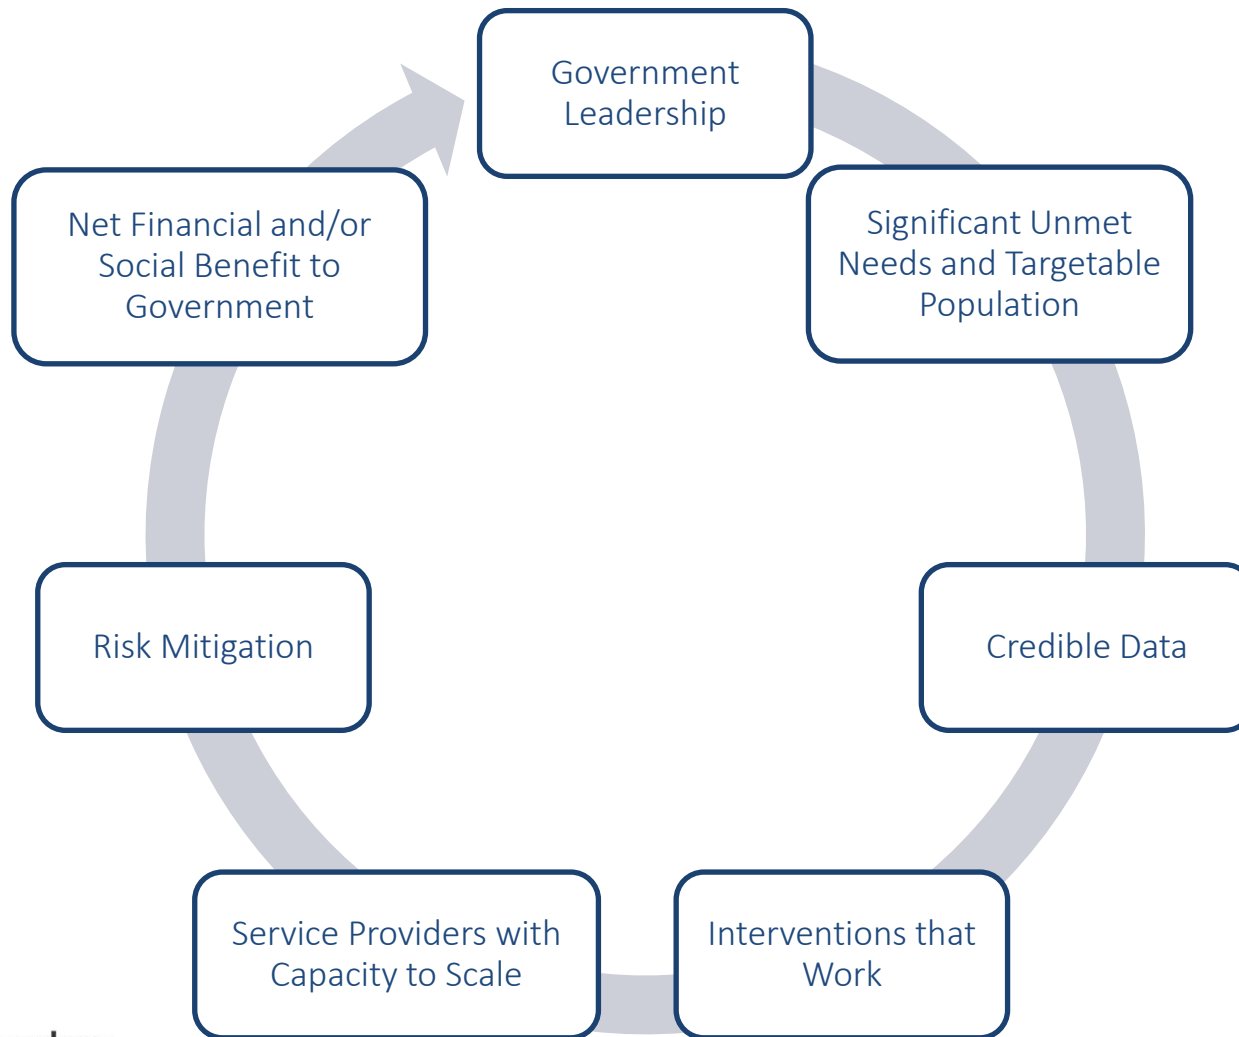 Government
Leadership
Significant Unmet
Needs and Targetable
Population
Credible Data
Interventions that
Work
Service Providers with
Capacity to Scale
Risk Mitigation
Net Financial and/or
Social Benefit to
Government